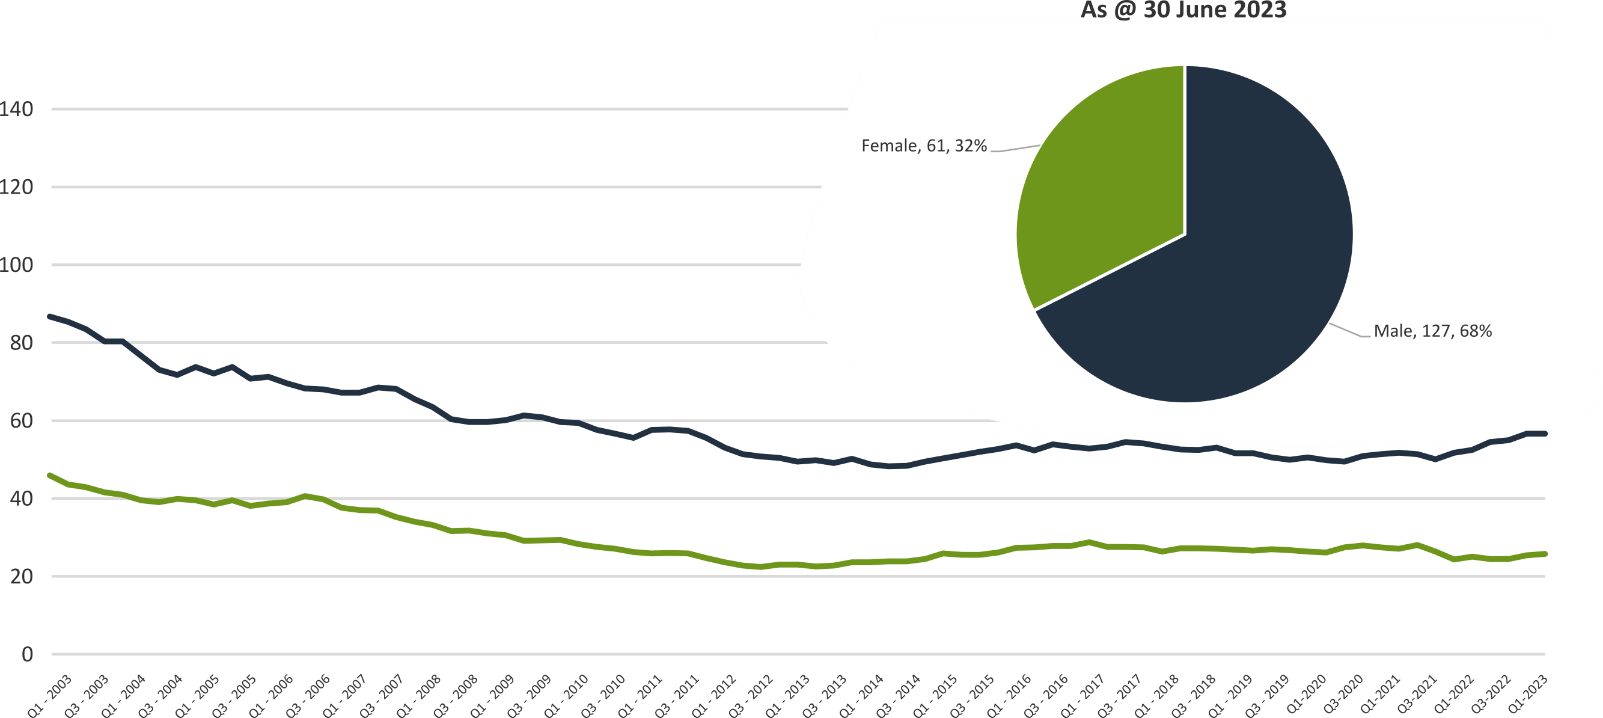 As @ 30 June 2023
140
120
100
80
60
40
20
0
Female, 61, 32%
Male, 127, 68%
Q1 - 2003
Q3 - 2003
Q1 - 2004
Q3 - 2004
Q1 - 2005
Q3 - 2005
Q1 - 2006
Q3 - 2006
Q1 - 2007
Q3 - 2007
Q1 - 2008
Q3 - 2008
Q1 - 2009
Q3 - 2009
Q1 - 2010
Q3 - 2010
Q1 - 2011
Q3 - 2011
Q1 - 2012
Q3 - 2012
Q1 - 2013
Q3 - 2013
Q1 - 2014
Q3 - 2014
Q1 - 2015
Q3 - 2015
Q1 - 2016
Q3 - 2016
Q1 - 2017
Q3 - 2017
Q1 - 2018
Q3 - 2018
Q1 - 2019
Q3 - 2019
Q1-2020
Q3-2020
Q1-2021
Q3-2021
Q1-2022
Q3-2022
Q1-2023